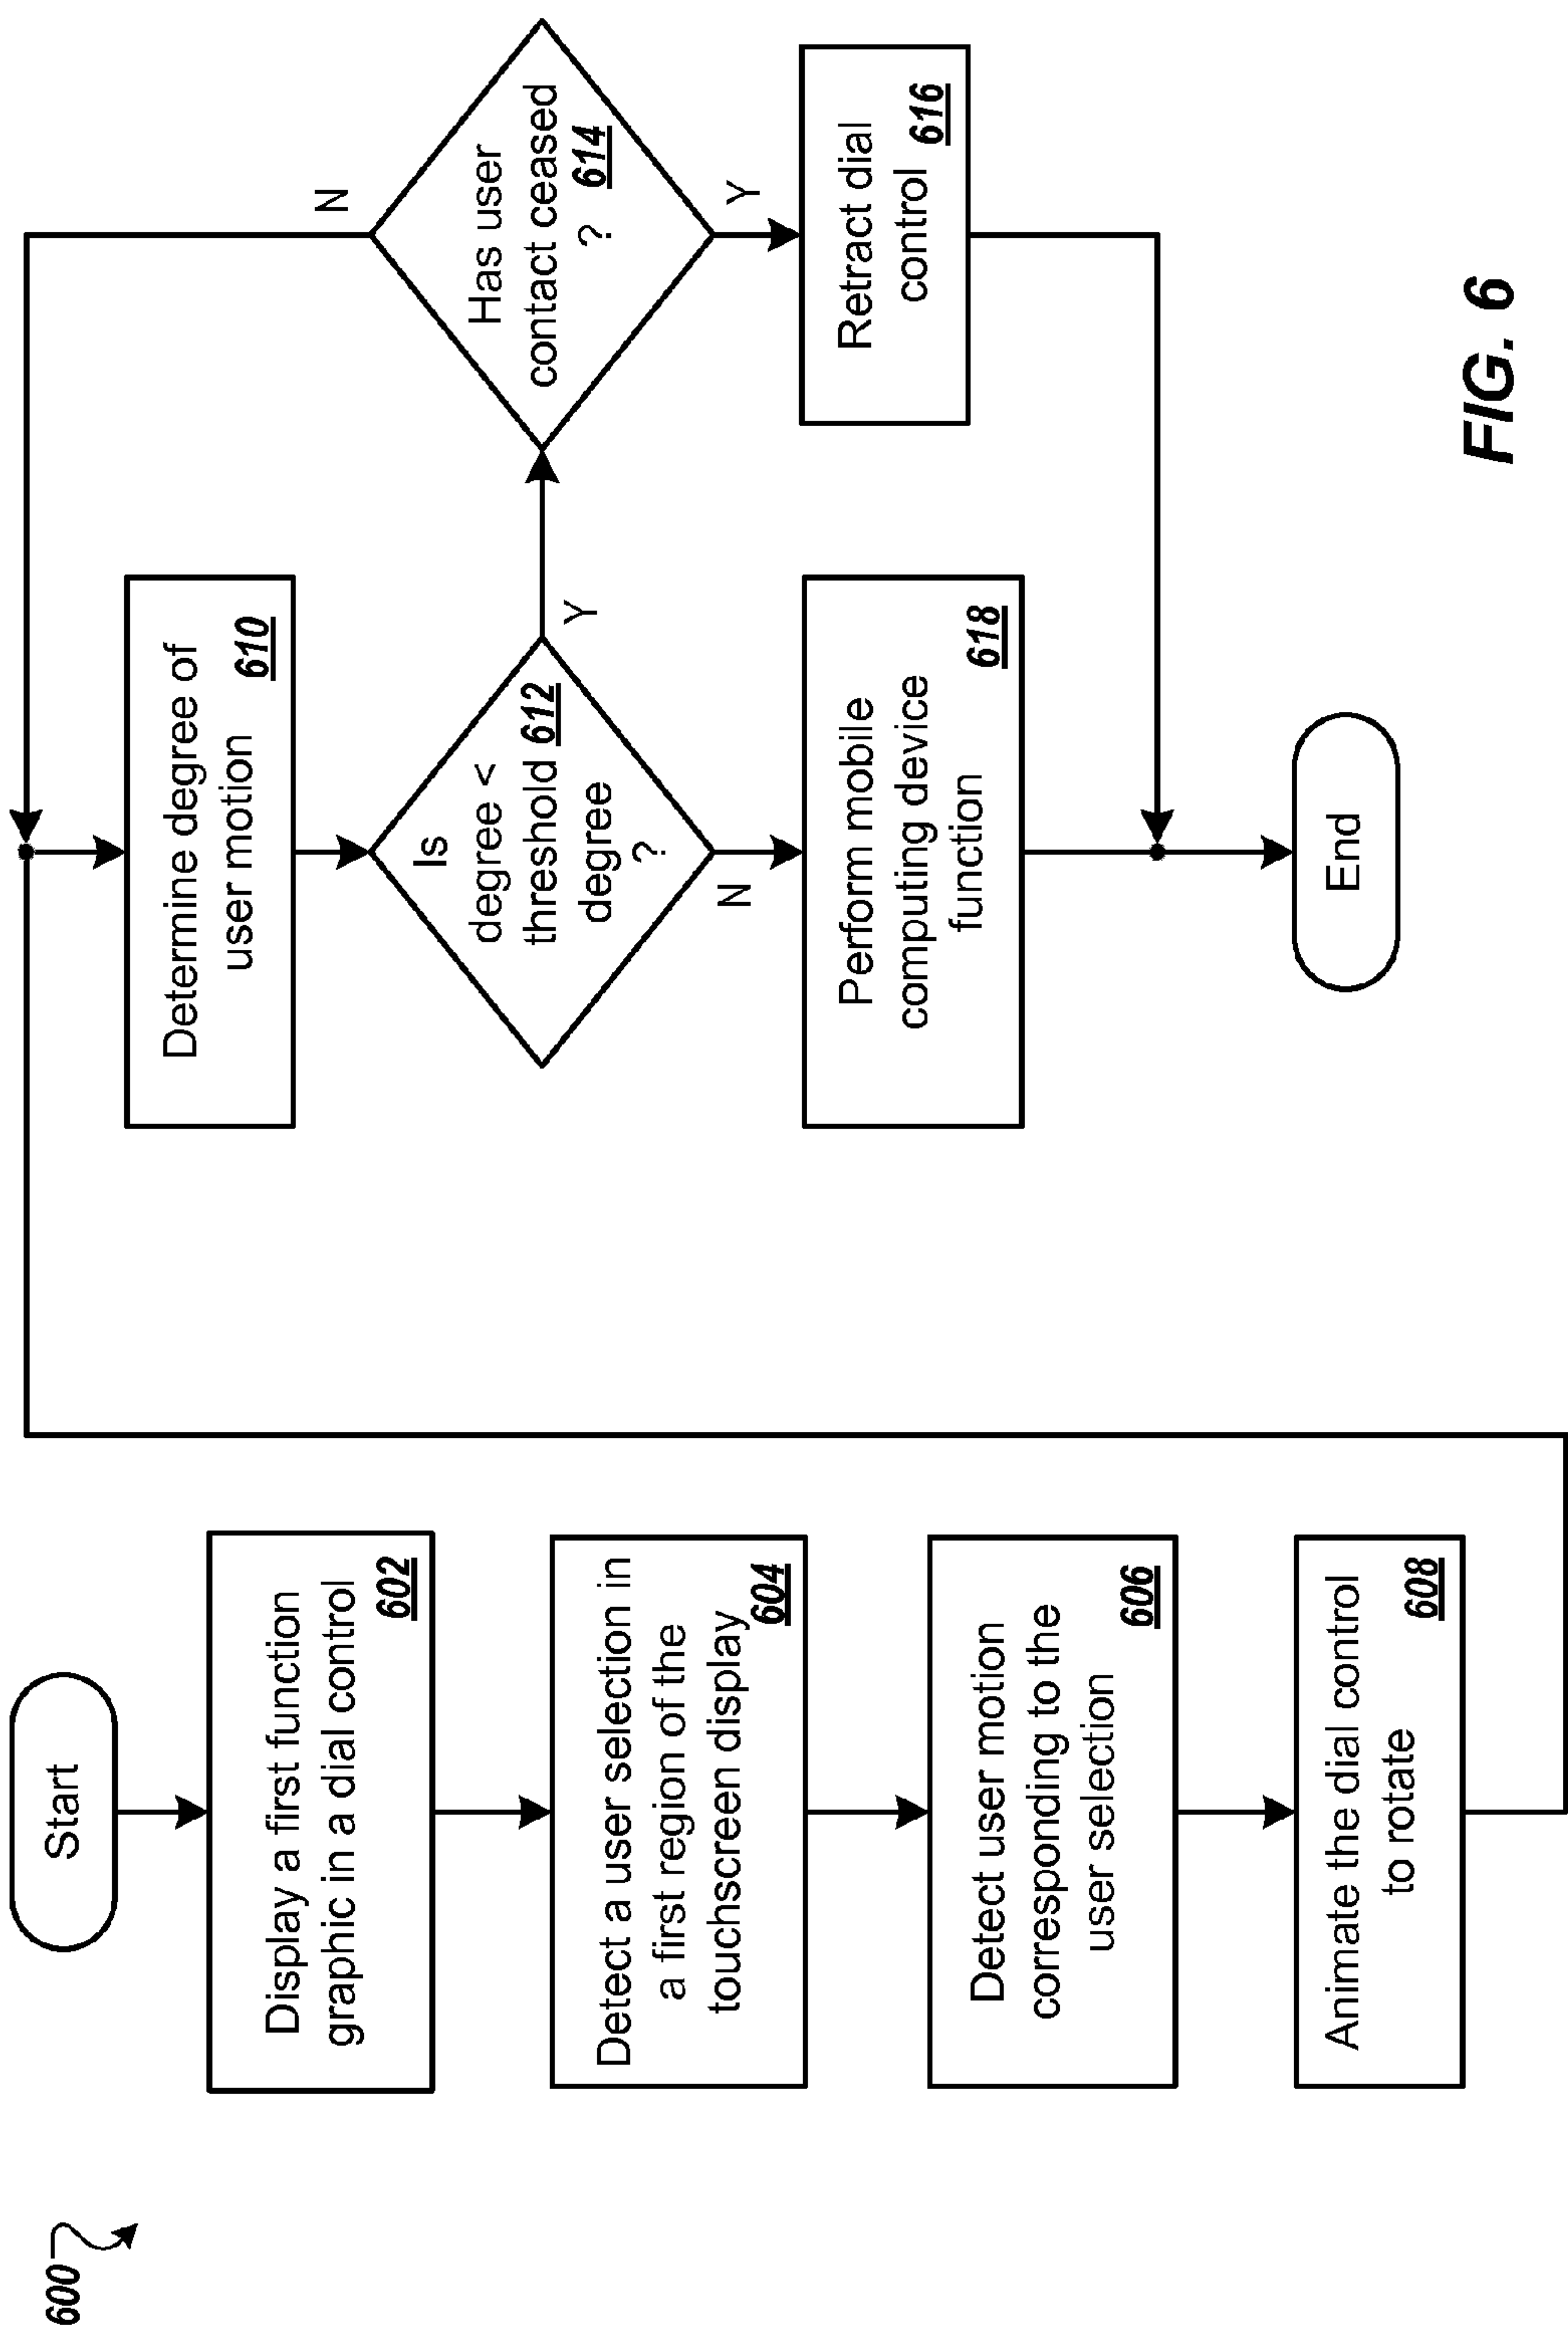 600
Start
Display a first function
graphic in a dial control
602
Detect a user selection in
a first region of the
touchscreen display
604
Detect user motion
corresponding to the
user selection
606
Animate the dial control
to rotate
608
Determine degree of
user motion
610
Is
degree <
threshold 612
degree
?
Y
N
Has user
contact ceased
? 614
N
Y
Retract dial
control 616
Perform mobile
computing device
function
618
End
FIG. 6